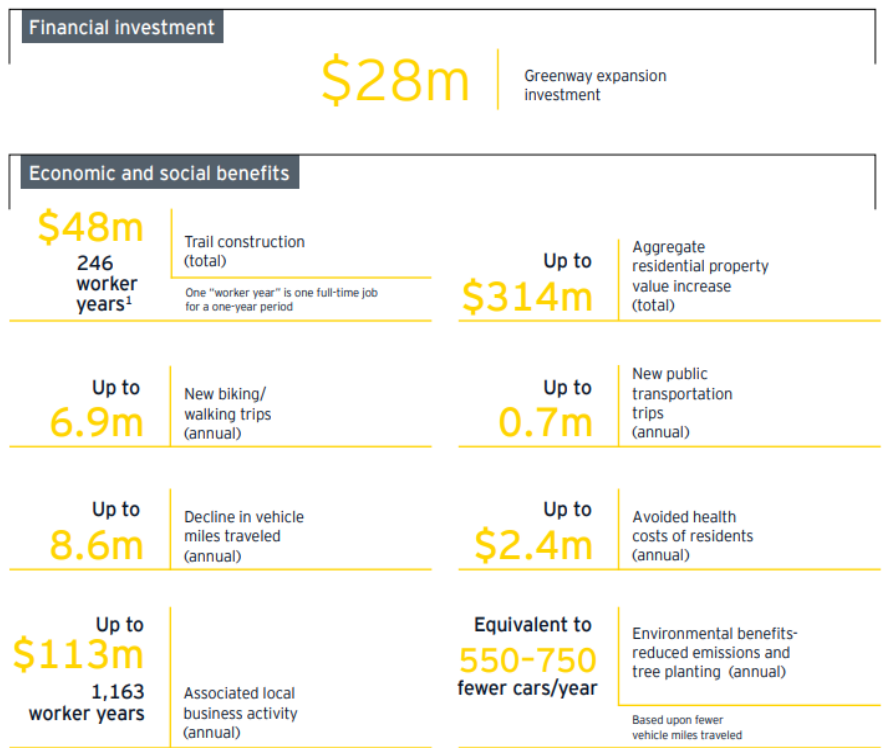 Financial investment
$28m
Greenway expansion
investment
Economic and social benefits
$48m
246
worker
years¹
Trail construction
(total)
One “worker year” is one full-time job
for a one-year period
Up to
$314m
Aggregate
residential property
value increase
(total)
Up to
6.9m
New biking/
walking trips
(annual)
Up to
0.7m
New public
transportation
trips
(annual)
Up to
8.6m
Decline in vehicle
miles traveled
(annual)
Up to
$2.4m
Avoided health
costs of residents
(annual)
Up to
$113m
1,163
worker years
Associated local
business activity
(annual)
Equivalent to
550–750
fewer cars/year
Environmental benefits-
reduced emissions and
tree planting (annual)
Based upon fewer
vehicle miles traveled